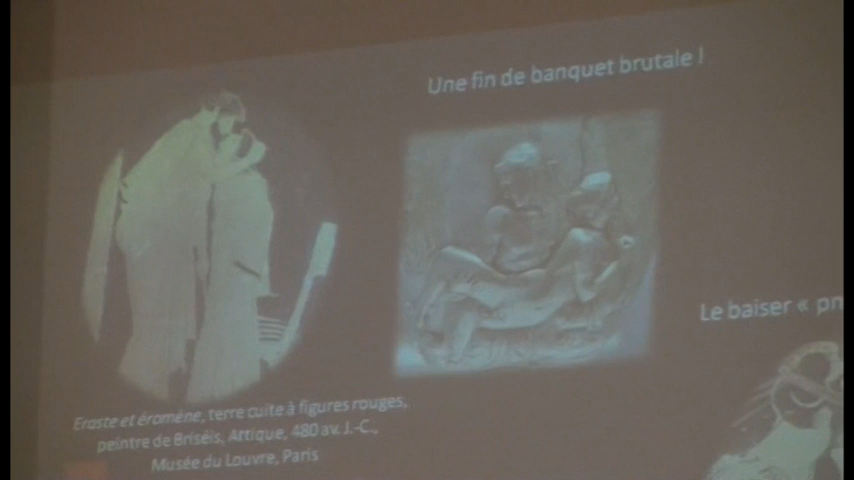 Une fin de banquet brutale !
Le baiser « pr
Eraste et éromène, terre cuite à figures rouges,
peintre de Briséis, Attique, 480 av. J.-C.,
Musée du Louvre, Paris